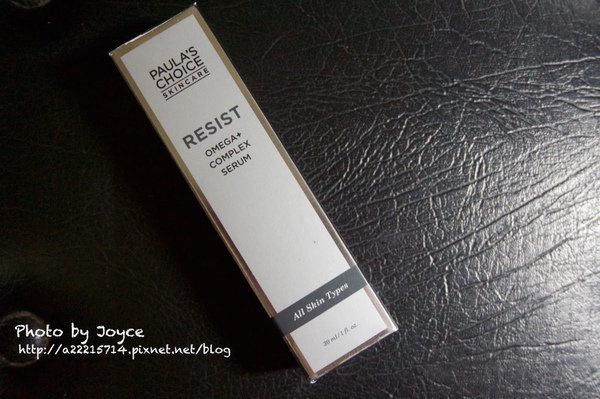 PAULA'S
CHOICE
SKINCARE
RESIST
OMEGA+
COMPLEX
SERUM
All Skin Types
30 ml/1 fl. oz.
Photo by Joyce
http://a22215714.pixnet.net/blog